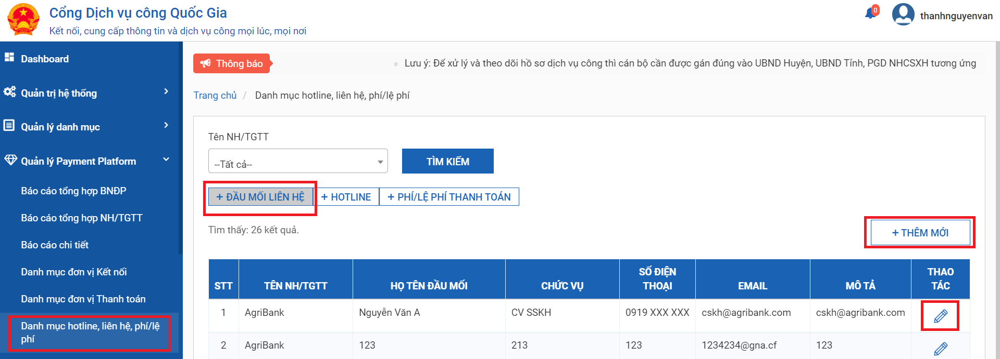 Cổng Dịch vụ công Quốc Gia
Kết nối, cung cấp thông tin và dịch vụ công mọi lúc, mọi nơi
0
thanhnguyenvan
Dashboard
Quản trị hệ thống
Quản lý danh mục
Quản lý Payment Platform
Báo cáo tổng hợp BNĐP
Báo cáo tổng hợp NH/TGTT
Báo cáo chi tiết
Danh mục đơn vị Kết nối
Danh mục đơn vị Thanh toán
Danh mục hotline, liên hệ, phí/lệ
phí
Thông báo
Lưu ý: Để xử lý và theo dõi hồ sơ dịch vụ công thì cán bộ cần được gán đúng vào UBND Huyện, UBND Tỉnh, PGD NHCSXH tương ứng
Trang chủ / Danh mục hotline, liên hệ, phí/lệ phí
Tên NH/TGTT
--Tất cả--
TÌM KIẾM
+ ĐẦU MỐI LIÊN HỆ
+ HOTLINE
+ PHÍ/LỆ PHÍ THANH TOÁN
Tìm thấy: 26 kết quả.
+ THÊM MỚI
STT TÊN NH/TGTT HỌ TÊN ĐẦU MỐI CHỨC VỤ SỐ ĐIỆN THOẠI EMAIL MÔ TẢ THAO TÁC
1 AgriBank Nguyễn Văn A CV SSKH 0919 XXX XXX cskh@agribank.com cskh@agribank.com
2 AgriBank 123 213 123 1234234@gna.cf 123